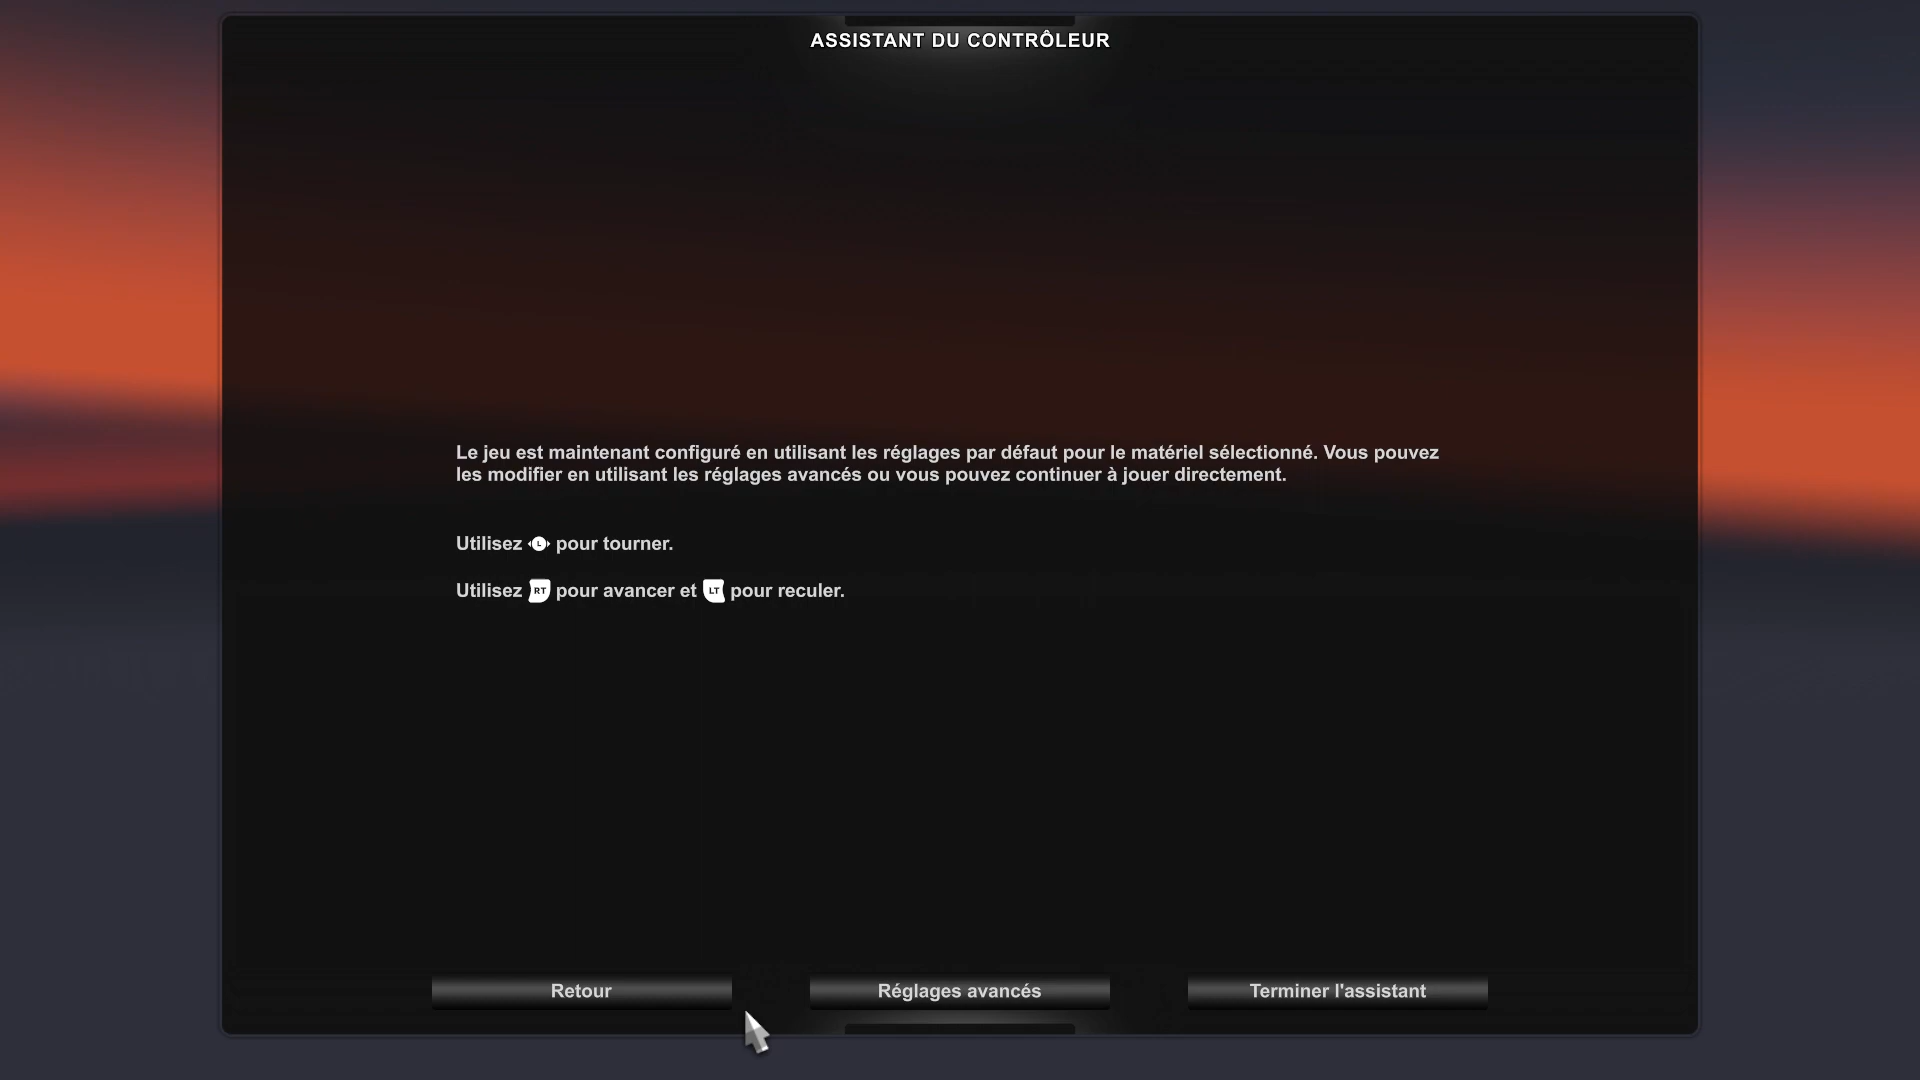 ASSISTANT DU CONTRÔLEUR
Le jeu est maintenant configuré en utilisant les réglages par défaut pour le matériel sélectionné. Vous pouvez
les modifier en utilisant les réglages avancés ou vous pouvez continuer à jouer directement.
Utilisez L pour tourner.
Utilisez RT pour avancer et LT pour reculer.
Retour
Réglages avancés
Terminer l'assistant